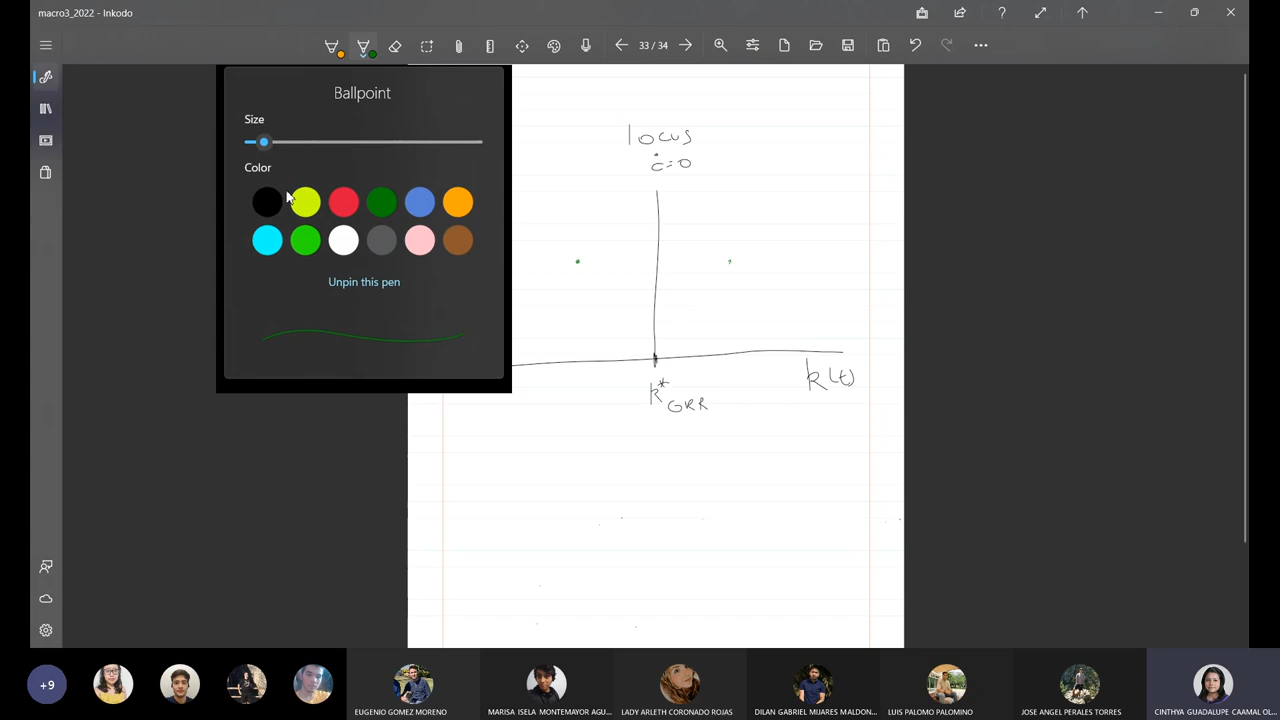 macro3_2022 - Inkodo
33 / 34
Ballpoint
Size
Color
Unpin this pen
locus
ċ=0
k*GRR
k(t)
+9
EUGENIO GOMEZ MORENO
MARISA ISELA MONTEMAYOR AGU...
LADY ARLETH CORONADO ROJAS
DILAN GABRIEL MIJARES MALDON...
LUIS PALOMO PALOMINO
JOSE ANGEL PERALES TORRES
CINTHYA GUADALUPE CAAMAL OL...